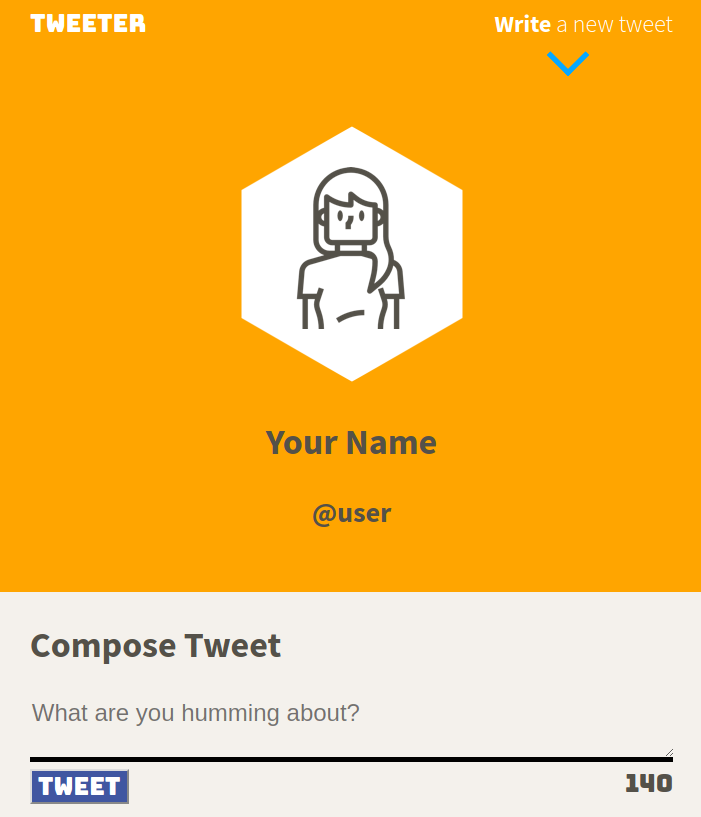 TWEETER
Write a new tweet
Your Name
@user
Compose Tweet
What are you humming about?
TWEET
140